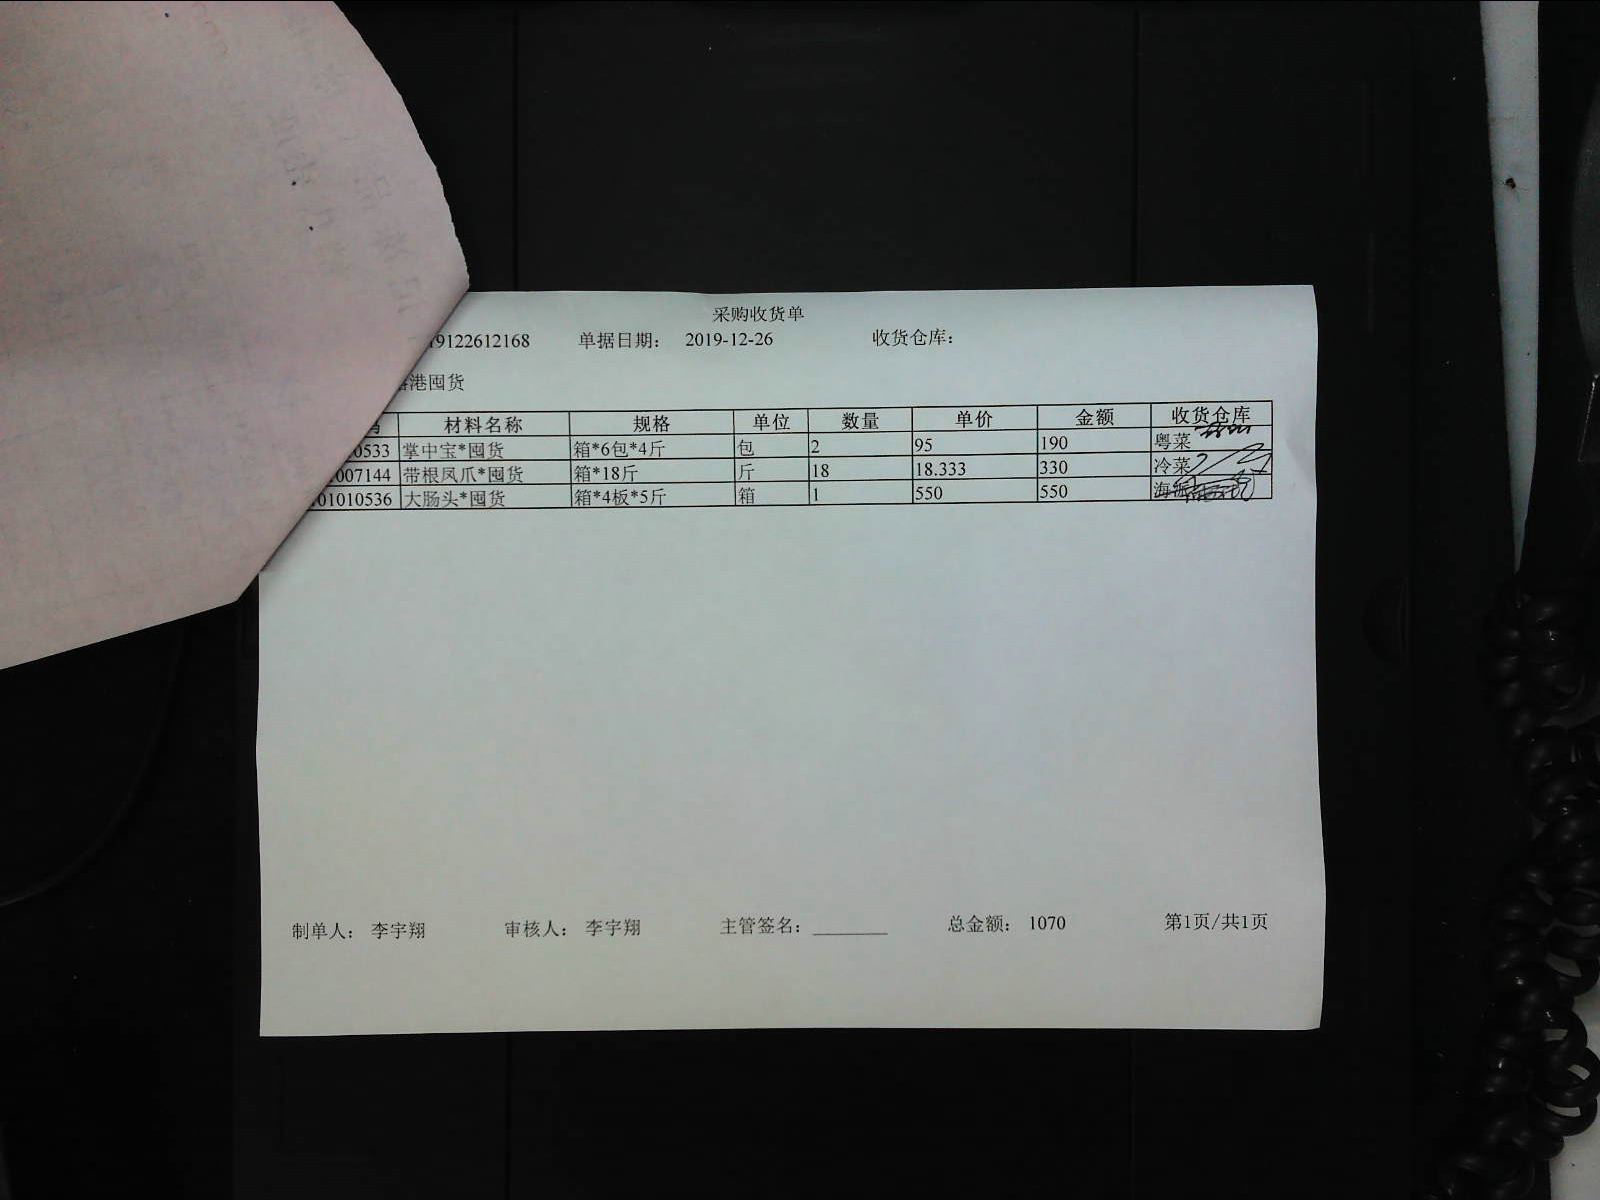 采购收货单
19122612168 单据日期： 2019-12-26 收货仓库：
港囤货
材料名称 规格 单位 数量 单价 金额 收货仓库
0533 掌中宝*囤货 箱*6包*4斤 包 2 95 190 粤菜
007144 带根凤爪*囤货 箱*18斤 斤 18 18.333 330 冷菜
01010536 大肠头*囤货 箱*4板*5斤 箱 1 550 550 海
制单人： 李宇翔 审核人： 李宇翔 主管签名： 总金额： 1070 第1页/共1页